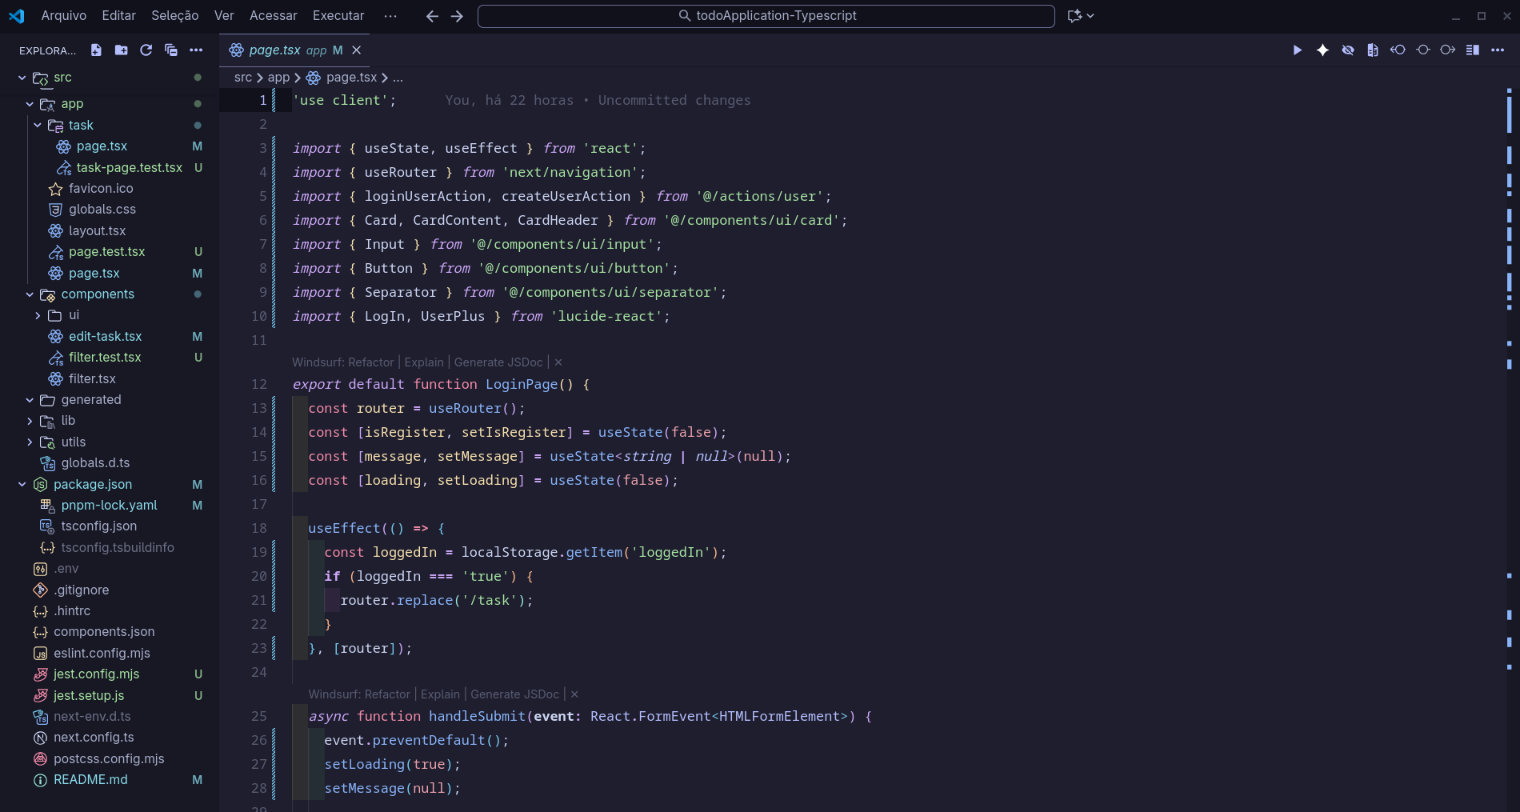 Arquivo Editar Seleção Ver Acessar Executar ··· todoApplication-Typescript
EXPLORA... ···
src
app
task
page.tsx M
task-page.test.tsx U
favicon.ico
globals.css
layout.tsx
page.test.tsx U
page.tsx M
components
ui
edit-task.tsx M
filter.test.tsx U
filter.tsx
generated
lib
utils
globals.d.ts
package.json M
pnpm-lock.yaml M
tsconfig.json
tsconfig.tsbuildinfo
.env
.gitignore
.hintrc
components.json
eslint.config.mjs
jest.config.mjs U
jest.setup.js U
next-env.d.ts
next.config.ts
postcss.config.mjs
README.md M
page.tsx app M
src > app > page.tsx > ...
1 'use client'; You, há 22 horas • Uncommitted changes
2
3 import { useState, useEffect } from 'react';
4 import { useRouter } from 'next/navigation';
5 import { loginUserAction, createUserAction } from '@/actions/user';
6 import { Card, CardContent, CardHeader } from '@/components/ui/card';
7 import { Input } from '@/components/ui/input';
8 import { Button } from '@/components/ui/button';
9 import { Separator } from '@/components/ui/separator';
10 import { LogIn, UserPlus } from 'lucide-react';
11
Windsurf: Refactor | Explain | Generate JSDoc | ×
12 export default function LoginPage() {
13 const router = useRouter();
14 const [isRegister, setIsRegister] = useState(false);
15 const [message, setMessage] = useState<string | null>(null);
16 const [loading, setLoading] = useState(false);
17
18 useEffect(() => {
19 const loggedIn = localStorage.getItem('loggedIn');
20 if (loggedIn === 'true') {
21 router.replace('/task');
22 }
23 }, [router]);
24
Windsurf: Refactor | Explain | Generate JSDoc | ×
25 async function handleSubmit(event: React.FormEvent<HTMLFormElement>) {
26 event.preventDefault();
27 setLoading(true);
28 setMessage(null);
29